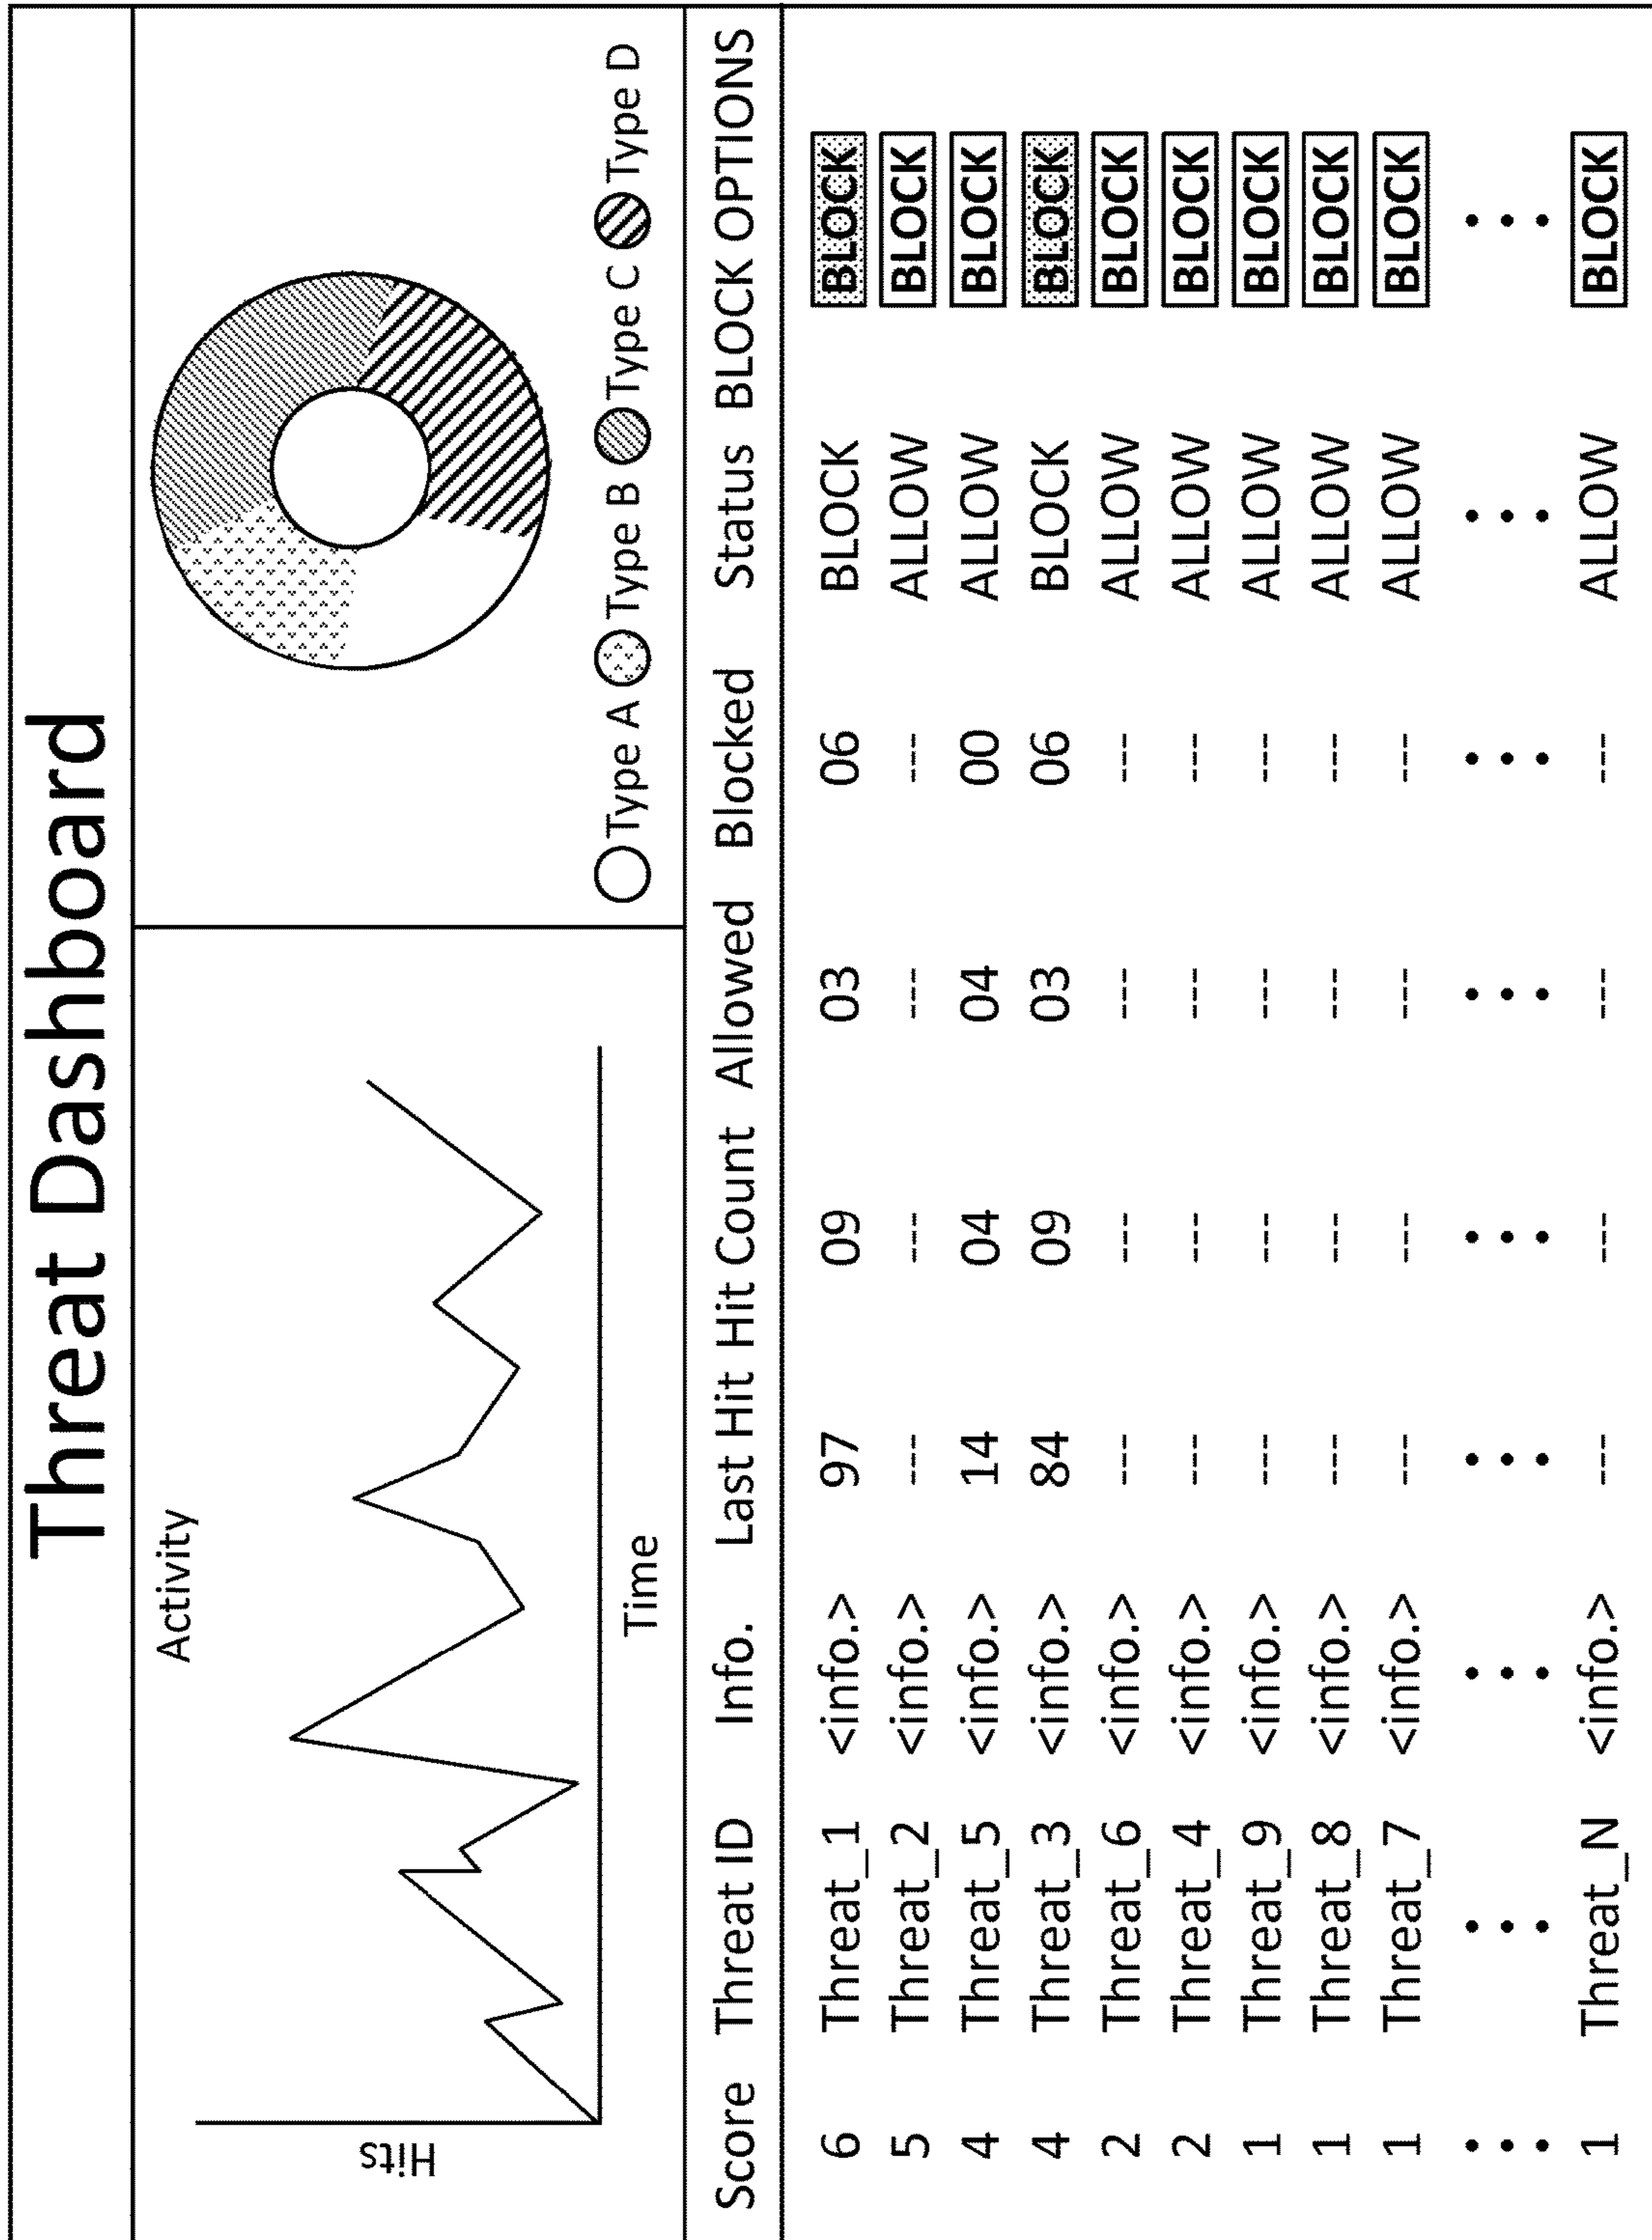 Threat Dashboard
Activity
Hits
Time
Type A Type B Type C Type D
Score Threat ID Info. Last Hit Hit Count Allowed Blocked Status BLOCK OPTIONS
6 Threat_1 <info.> 97 09 03 06 BLOCK BLOCK
5 Threat_2 <info.> --- --- --- --- ALLOW BLOCK
4 Threat_5 <info.> 14 04 04 00 ALLOW BLOCK
4 Threat_3 <info.> 84 09 03 06 BLOCK BLOCK
2 Threat_6 <info.> --- --- --- --- ALLOW BLOCK
2 Threat_4 <info.> --- --- --- --- ALLOW BLOCK
1 Threat_9 <info.> --- --- --- --- ALLOW BLOCK
1 Threat_8 <info.> --- --- --- --- ALLOW BLOCK
1 Threat_7 <info.> --- --- --- --- ALLOW BLOCK
1 Threat_N <info.> --- --- --- --- ALLOW BLOCK